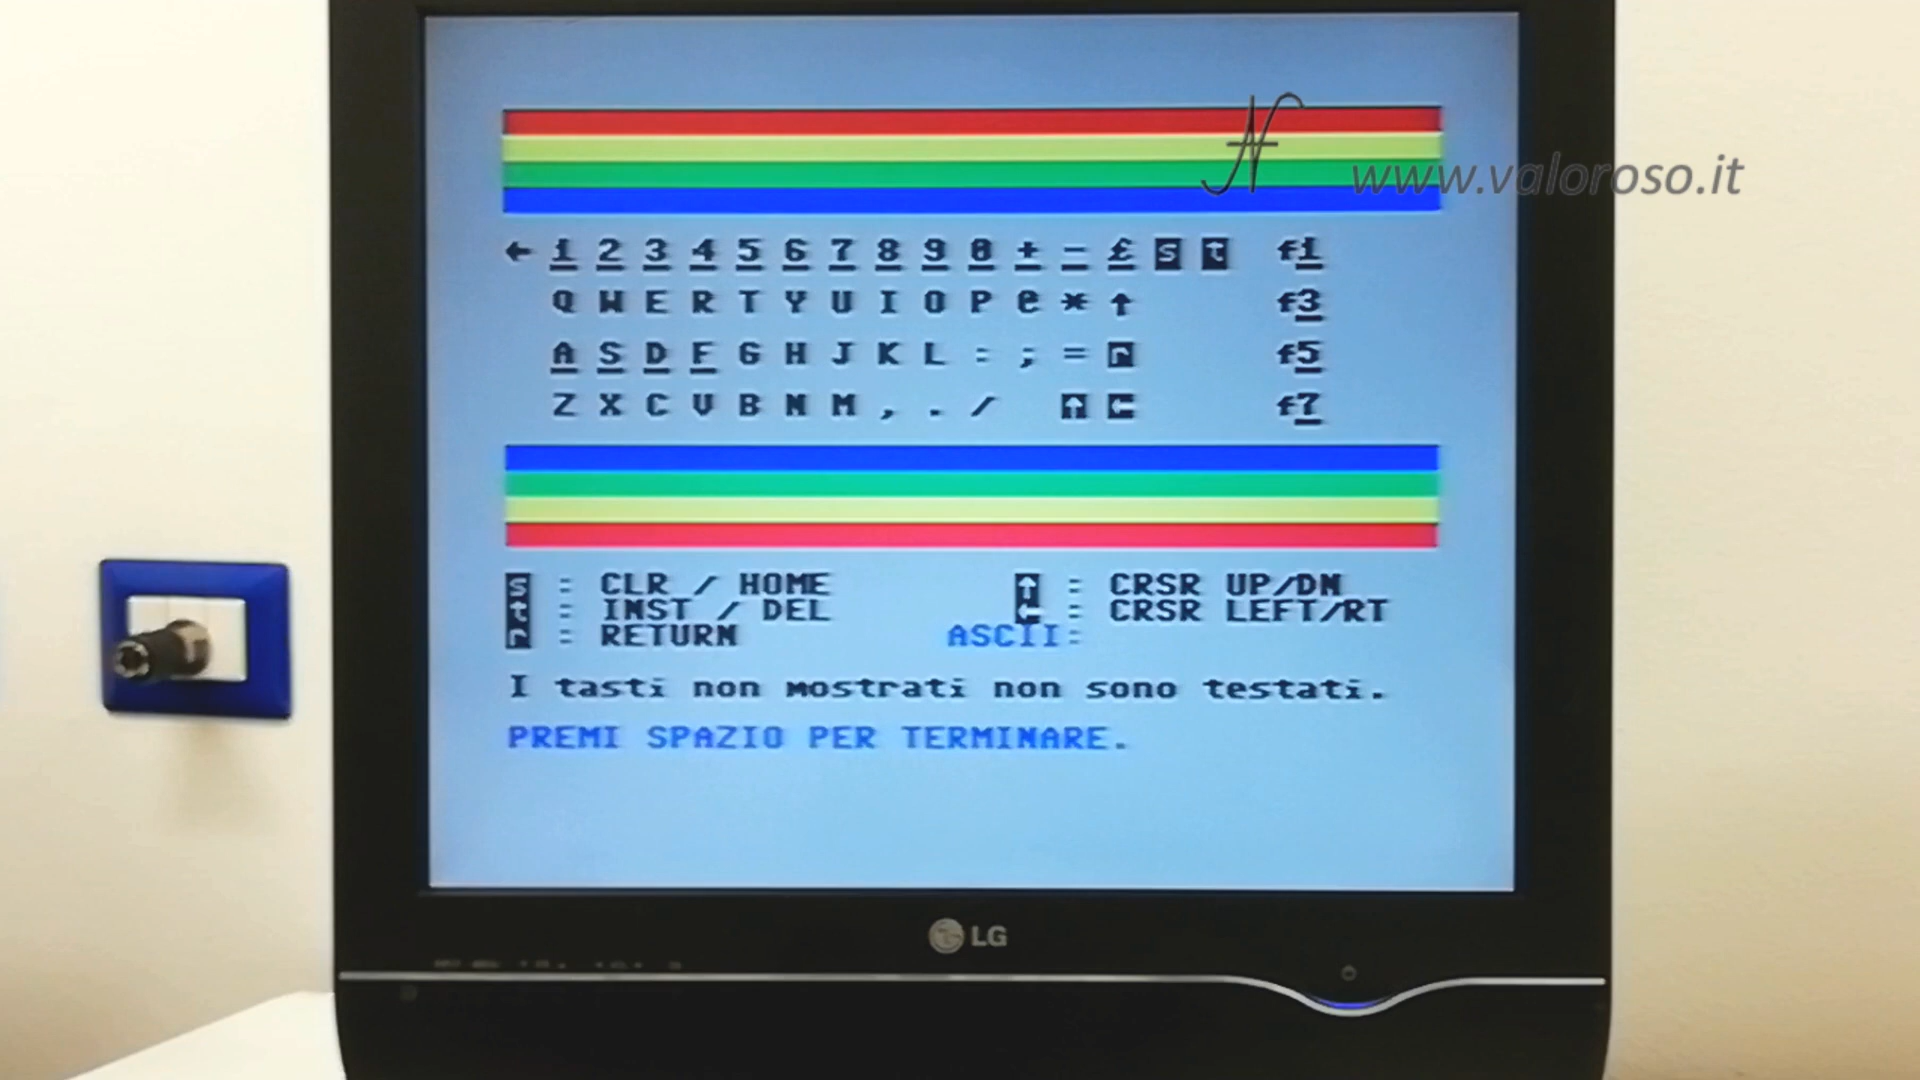 www.valoroso.it
← 1 2 3 4 5 6 7 8 9 0 + - £ s t f1
Q W E R T Y U I O P @ * ↑ f3
A S D F G H J K L : ; = r f5
Z X C V B N M , . / ↑ ← f7
s : CLR / HOME ↑ : CRSR UP/DN
t : INST / DEL ← : CRSR LEFT/RT
r : RETURN ASCII:
I tasti non mostrati non sono testati.
PREMI SPAZIO PER TERMINARE.
LG